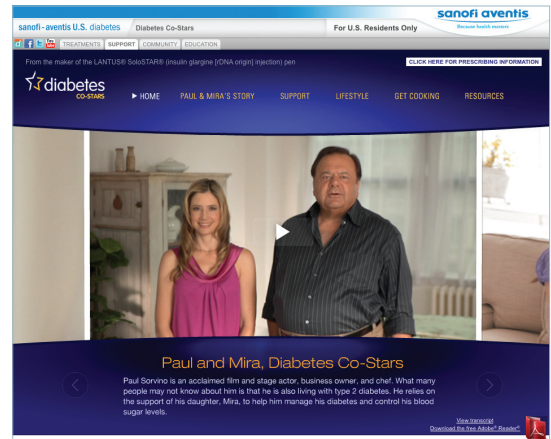 sanofi aventis
Because health matters
sanofi-aventis U.S. diabetes
Diabetes Co-Stars
For U.S. Residents Only
You Tube
TREATMENTS
SUPPORT
COMMUNITY
EDUCATION
From the maker of the LANTUS® SoloSTAR® (insulin glargine [rDNA origin] injection) pen
CLICK HERE FOR PRESCRIBING INFORMATION
diabetes
CO-STARS
HOME
PAUL & MIRA'S STORY
SUPPORT
LIFESTYLE
GET COOKING
RESOURCES
Paul and Mira, Diabetes Co-Stars
Paul Sorvino is an acclaimed film and stage actor, business owner, and chef. What many
people may not know about him is that he is also living with type 2 diabetes. He relies on
the support of his daughter, Mira, to help him manage his diabetes and control his blood
sugar levels.
View transcript
Download the free Adobe® Reader®